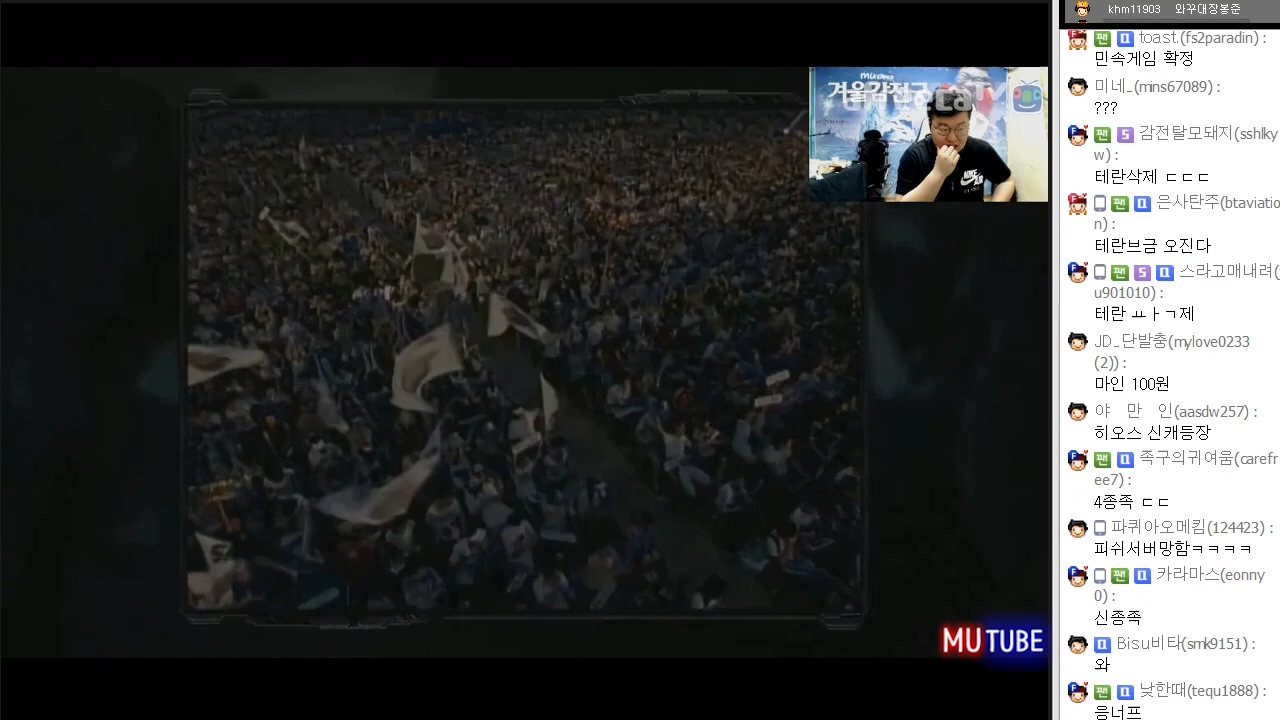 khm11903 와꾸대장봉준
toast.(fs2paradin) :
민속게임 확정
미네_(mins67089) :
???
감전탈모돼지(sshlky
w) :
테란삭제 ㄷㄷㄷ
은사탄주(btaviatio
n) :
테란브금 오진다
스라고매내려(
u901010) :
테란 ㅛㅏㄱ제
JD_단발충(mylove0233
(2)) :
마인 100원
야 만 인(aasdw257) :
히오스 신캐등장
족구의귀여움(carefr
ee7) :
4종족 ㄷㄷ
파퀴아오메킴(124423) :
피쉬서버망함ㅋㅋㅋㅋ
카라마스(eonny
0) :
신종족
Bisu비타(smk9151) :
와
낮한때(tequ1888) :
응너프
겨울감전국
NIKE
AIR
MUTUBE